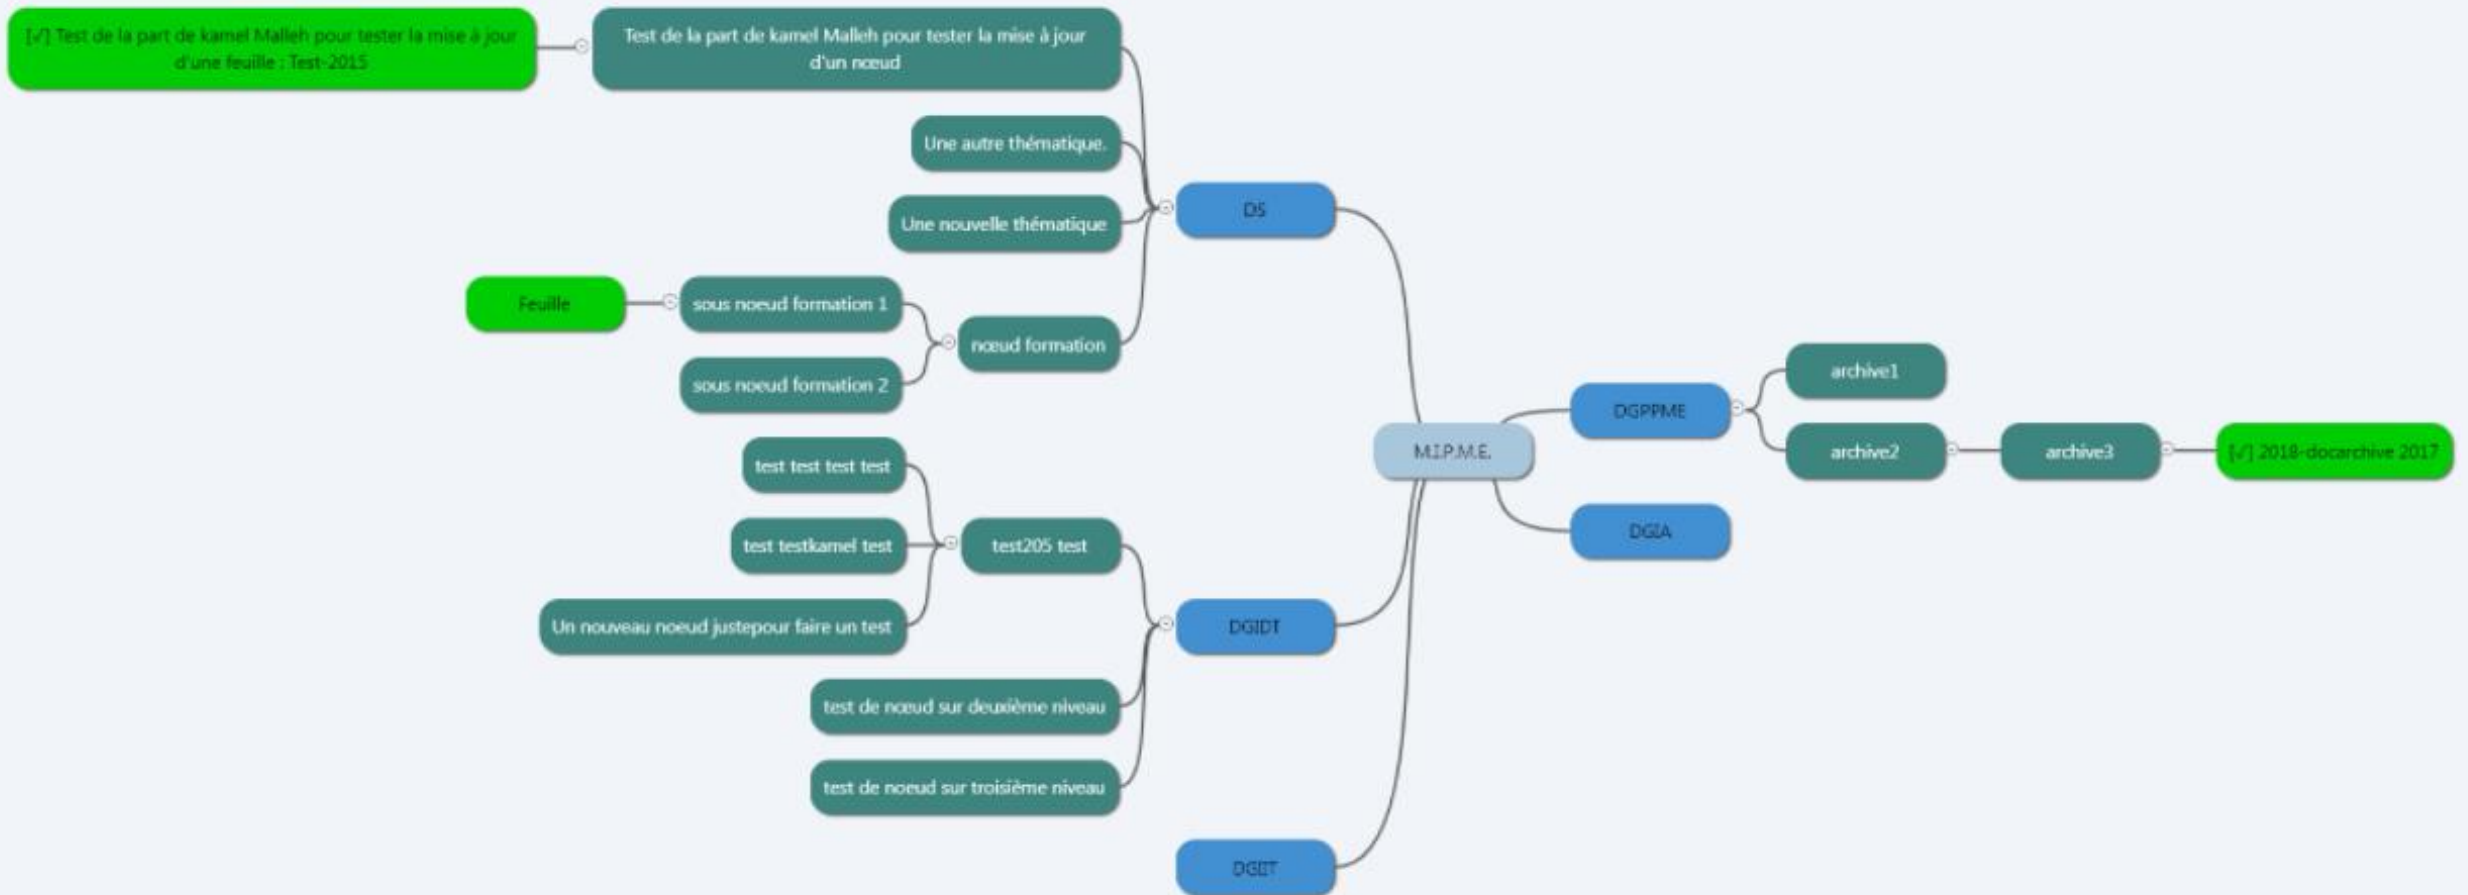 [√] Test de la part de kamel Malleh pour tester la mise à jour
d'une feuille : Test-2015
Test de la part de kamel Malleh pour tester la mise à jour
d'un nœud
Une autre thématique.
Une nouvelle thématique
DS
Feuille
sous noeud formation 1
nœud formation
sous noeud formation 2
archive1
DGPPME
M.I.P.M.E.
archive2
archive3
[√] 2018-docarchive 2017
test test test test
DGIA
test testkamel test
test205 test
Un nouveau noeud justepour faire un test
DGIDT
test de nœud sur deuxième niveau
test de noeud sur troisième niveau